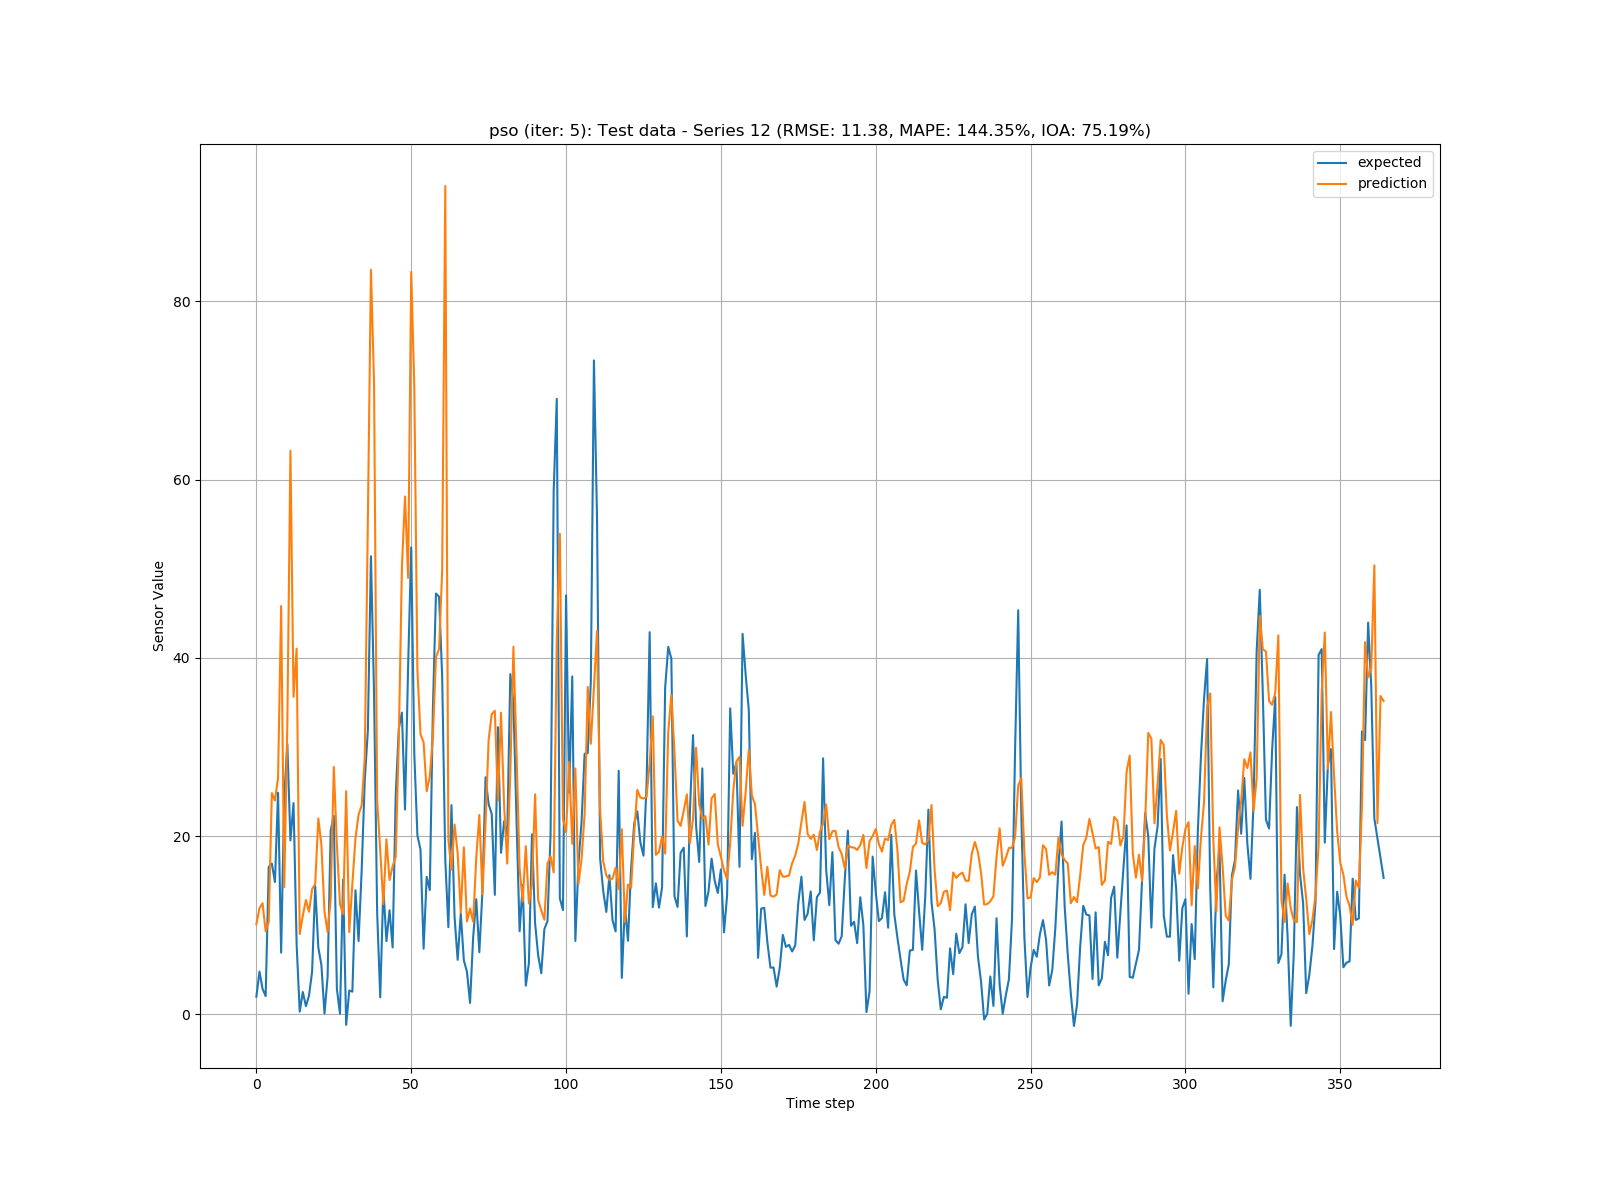 pso (iter: 5): Test data - Series 12 (RMSE: 11.38, MAPE: 144.35%, IOA: 75.19%)
expected
prediction
80
60
40
20
0
Sensor Value
0 50 100 150 200 250 300 350
Time step